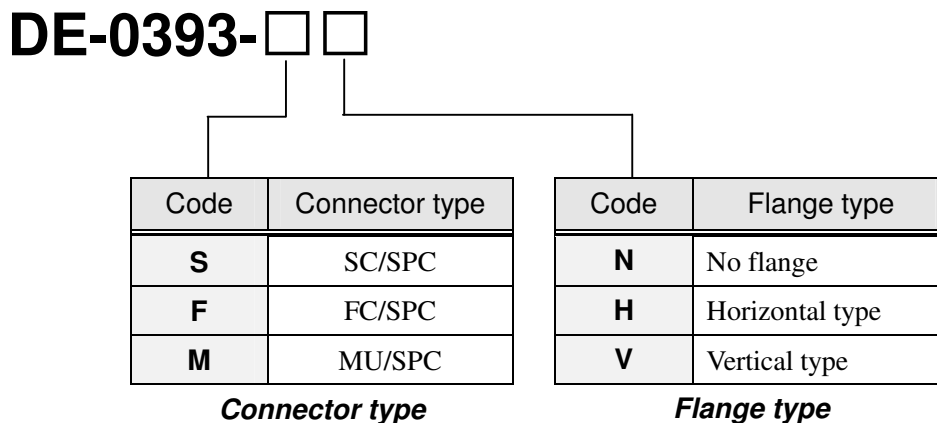 DE-0393-□ □
Code Connector type
S SC/SPC
F FC/SPC
M MU/SPC
Connector type
Code Flange type
N No flange
H Horizontal type
V Vertical type
Flange type